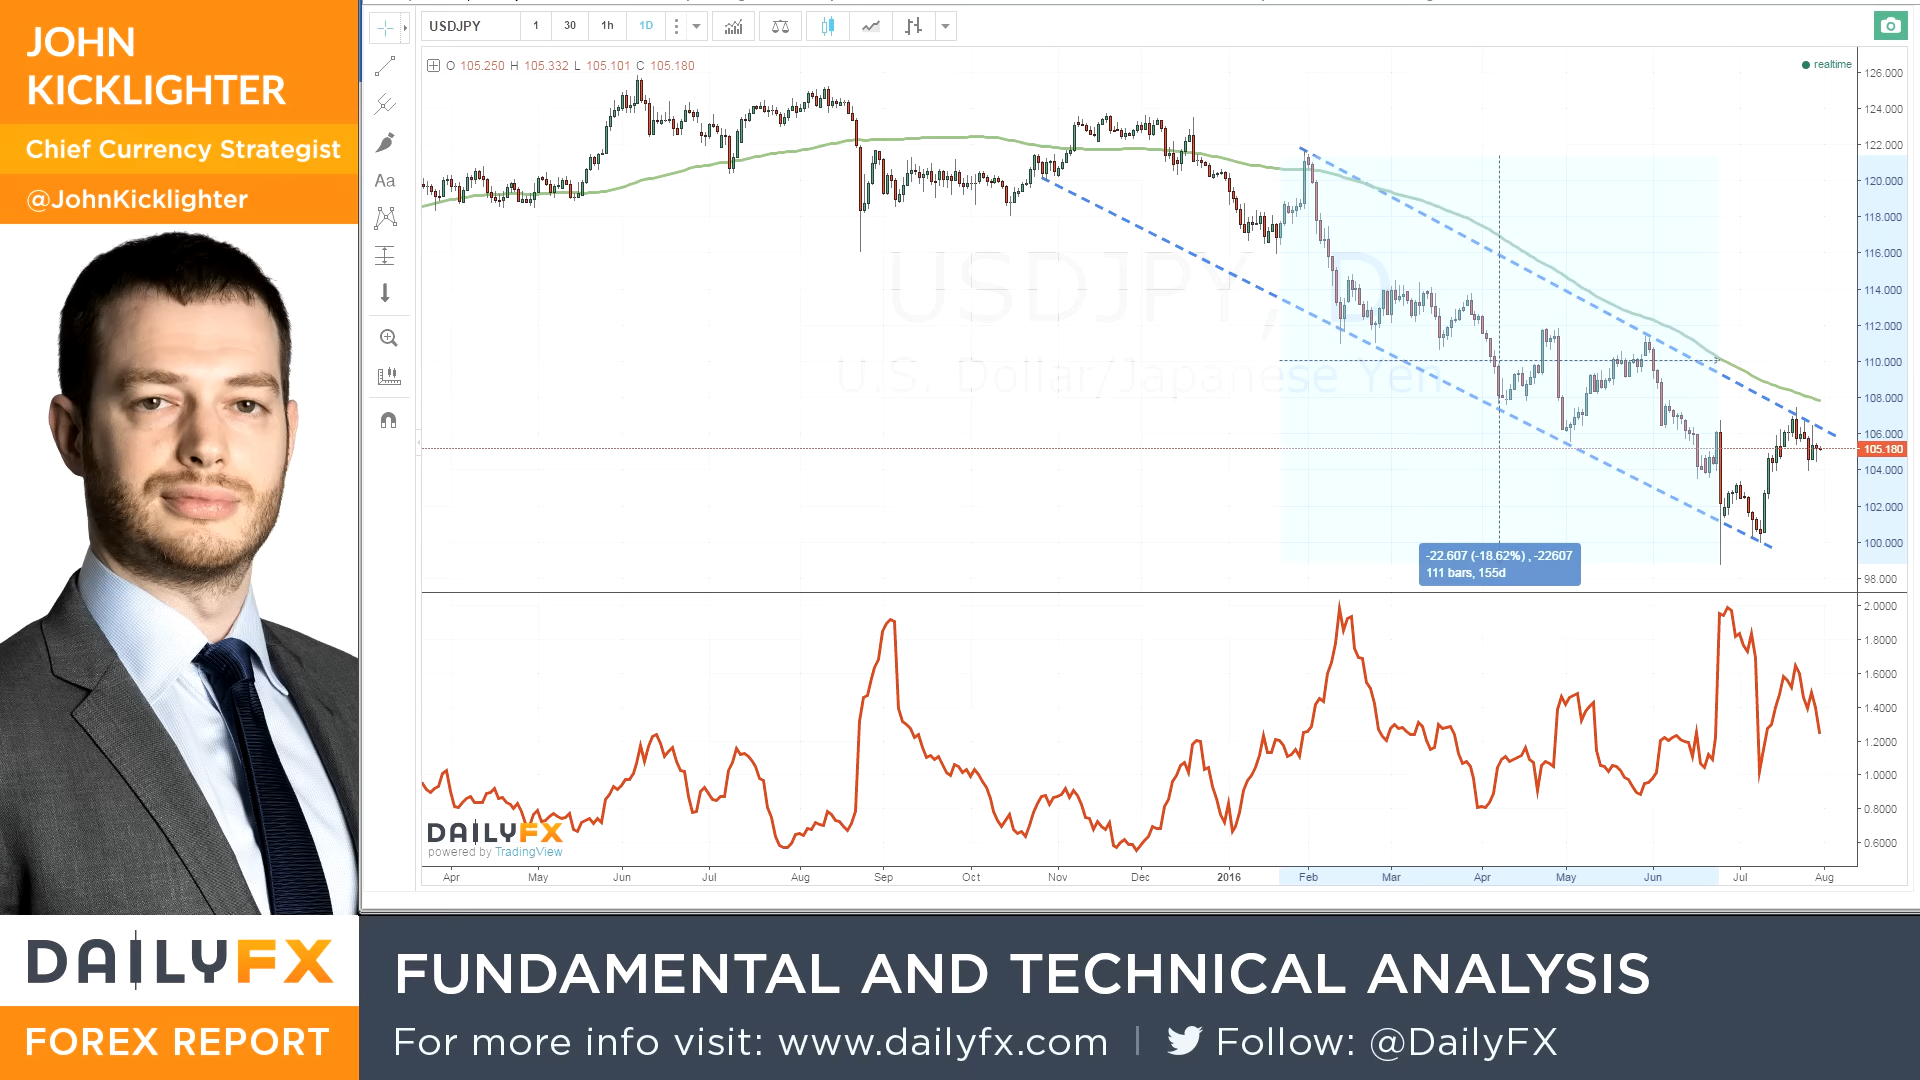 JOHN
KICKLIGHTER
Chief Currency Strategist
@JohnKicklighter
USDJPY 1 30 1h 1D
O 105.250 H 105.332 L 105.101 C 105.180
realtime
Aa
USDJPY, D
U.S. Dollar/Japanese Yen
126.000
124.000
122.000
120.000
118.000
116.000
114.000
112.000
110.000
108.000
106.000
105.180
104.000
102.000
100.000
98.000
-22.607 (-18.62%) , -22607
111 bars, 155d
2.0000
1.8000
1.6000
1.4000
1.2000
1.0000
0.8000
0.6000
DAILYFX
powered by TradingView
Apr May Jun Jul Aug Sep Oct Nov Dec 2016 Feb Mar Apr May Jun Jul Aug
DAILYFX
FOREX REPORT
FUNDAMENTAL AND TECHNICAL ANALYSIS
For more info visit: www.dailyfx.com | Follow: @DailyFX